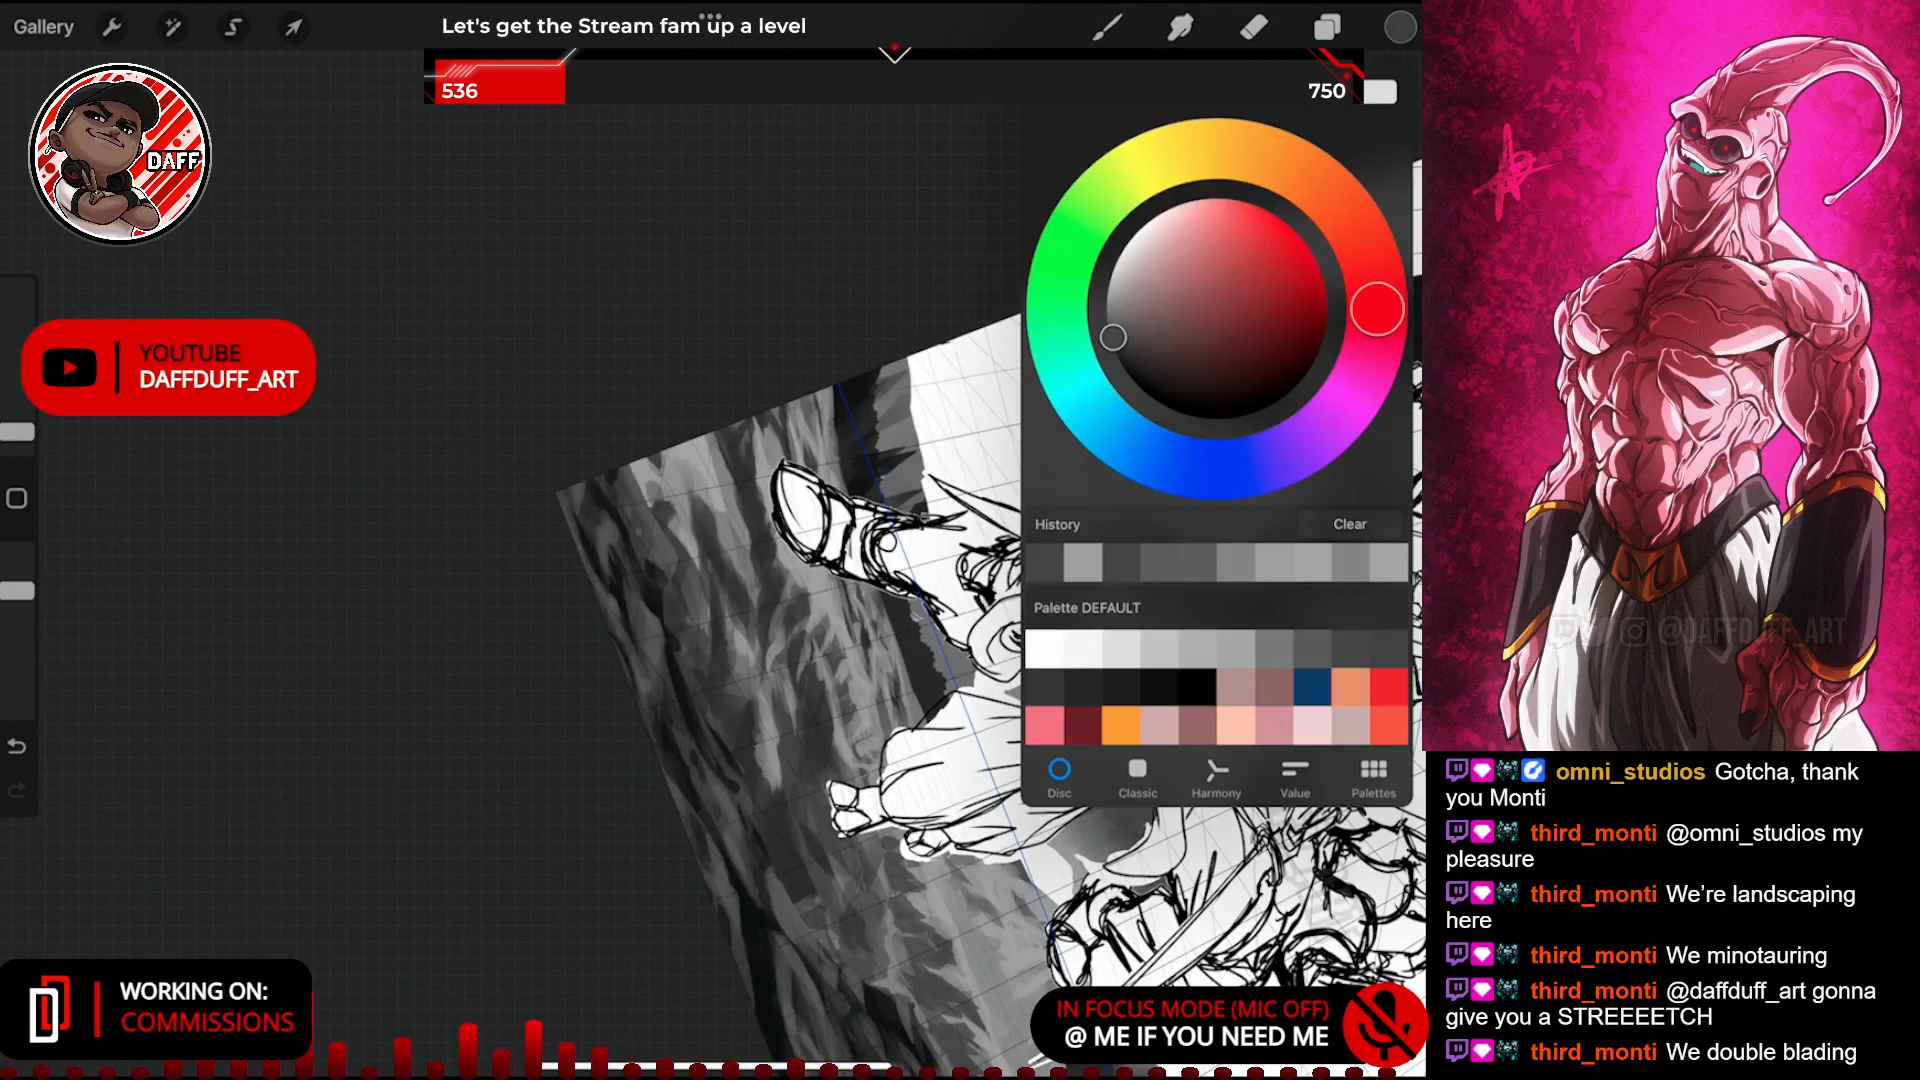 Gallery
Let's get the Stream fam up a level
536
750
DAFF
YOUTUBE
DAFFDUFF_ART
History
Clear
Palette DEFAULT
Disc
Classic
Harmony
Value
Palettes
@DAFFDUFF_ART
WORKING ON:
COMMISSIONS
IN FOCUS MODE (MIC OFF)
@ ME IF YOU NEED ME
omni_studios Gotcha, thank
you Monti
third_monti @omni_studios my
pleasure
third_monti We’re landscaping
here
third_monti We minotauring
third_monti @daffduff_art gonna
give you a STREEEETCH
third_monti We double blading